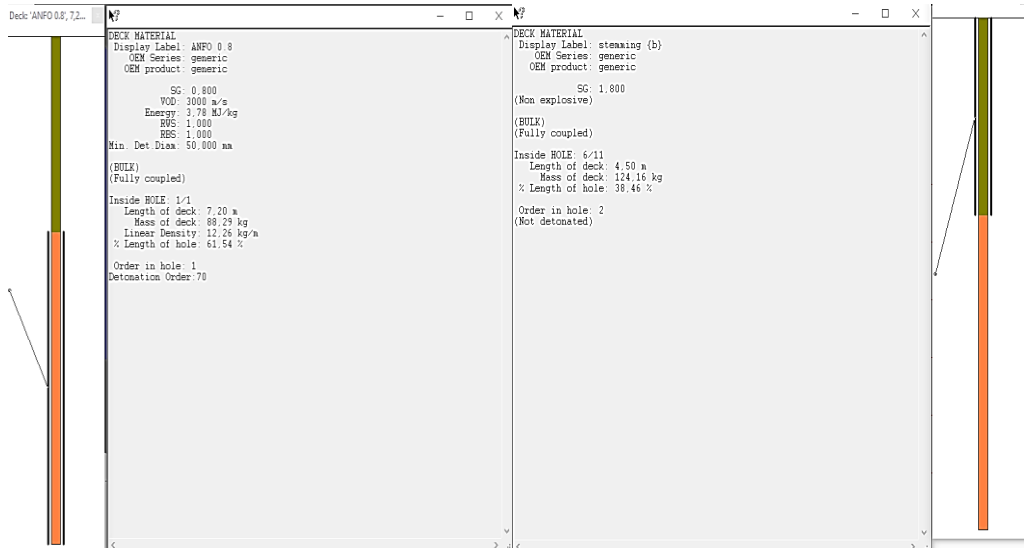 Deck: 'ANFO 0.8', 7,2...
DECK MATERIAL
Display Label: ANFO 0.8
OEM Series: generic
OEM product: generic
SG: 0,800
VOD: 3000 m/s
Energy: 3,78 MJ/kg
RWS: 1,000
RBS: 1,000
Min. Det.Diam: 50,000 mm
(BULK)
(Fully coupled)
Inside HOLE: 1/1
Length of deck: 7,20 m
Mass of deck: 88,29 kg
Linear Density: 12,26 kg/m
% Length of hole: 61,54 %
Order in hole: 1
Detonation Order:70
DECK MATERIAL
Display Label: stemming {b}
OEM Series: generic
OEM product: generic
SG: 1,800
(Non explosive)
(BULK)
(Fully coupled)
Inside HOLE: 6/11
Length of deck: 4,50 m
Mass of deck: 124,16 kg
% Length of hole: 38,46 %
Order in hole: 2
(Not detonated)